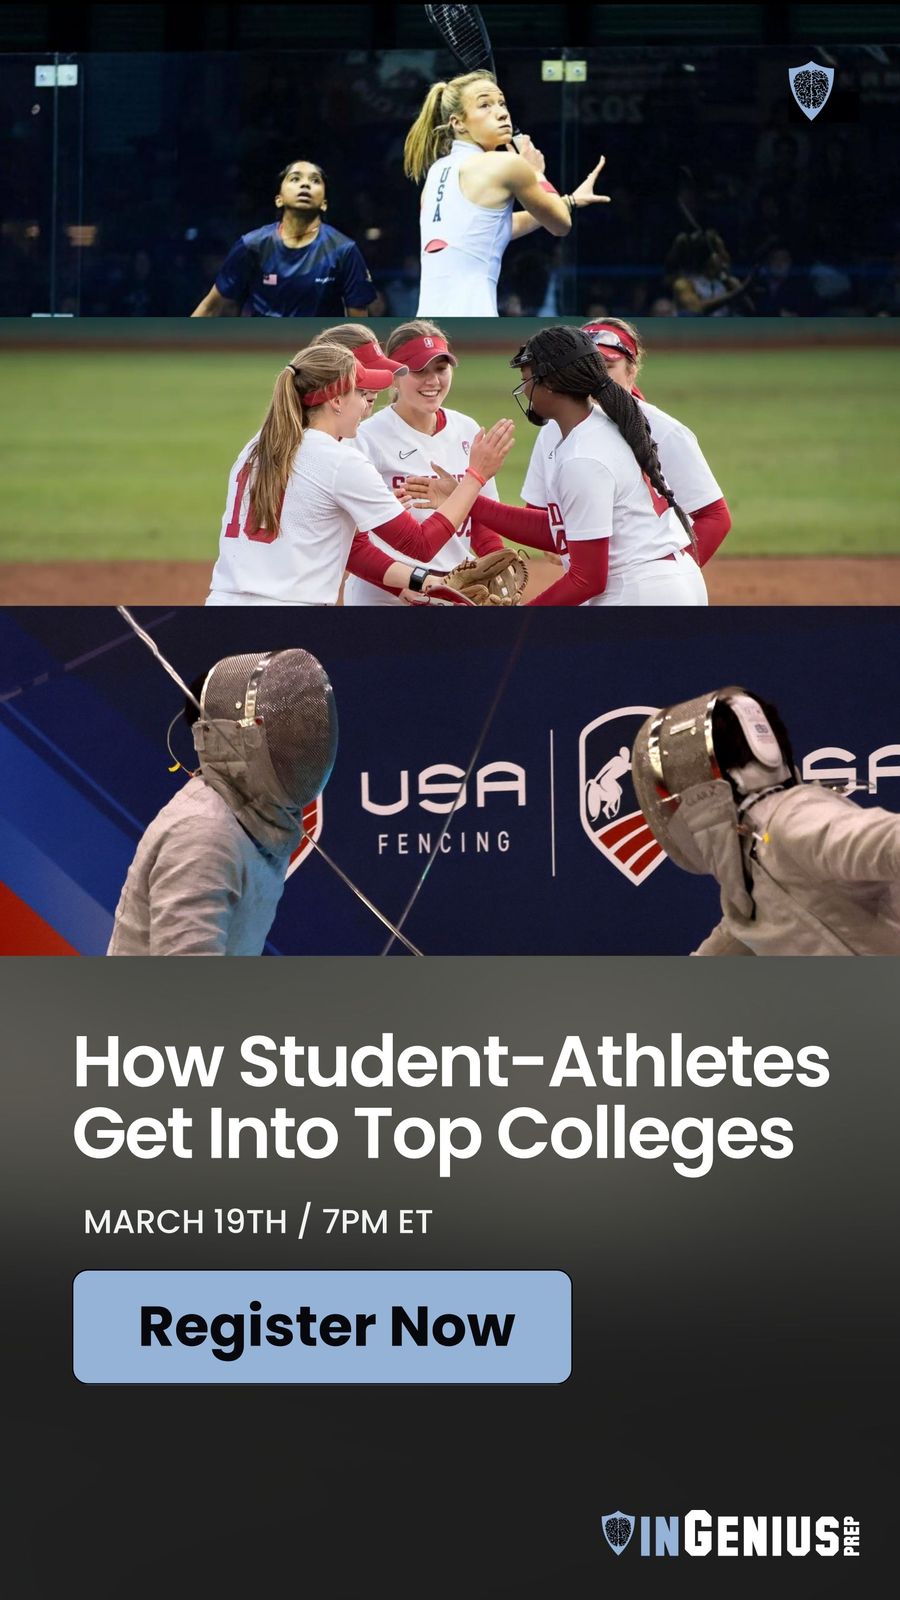 USA
USA
FENCING
How Student-Athletes
Get Into Top Colleges
MARCH 19TH / 7PM ET
Register Now
INGENIUS PREP